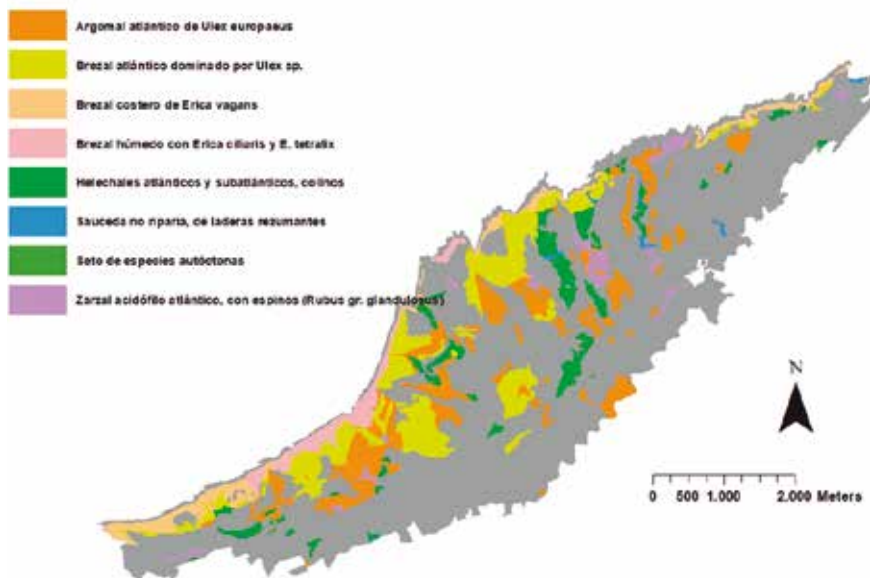 Argomal atlántico de Ulex europaeus
Brezal atlántico dominado por Ulex sp.
Brezal costero de Erica vagans
Brezal húmedo con Erica ciliaris y E. tetralix
Helechales atlánticos y subatlánticos, colinos
Sauceda no riparia, de laderas rezumantes
Seto de especies autóctonas
Zarzal acidófilo atlántico, con espinos (Rubus gr. glandulosus)
N
0 500 1.000 2.000 Meters